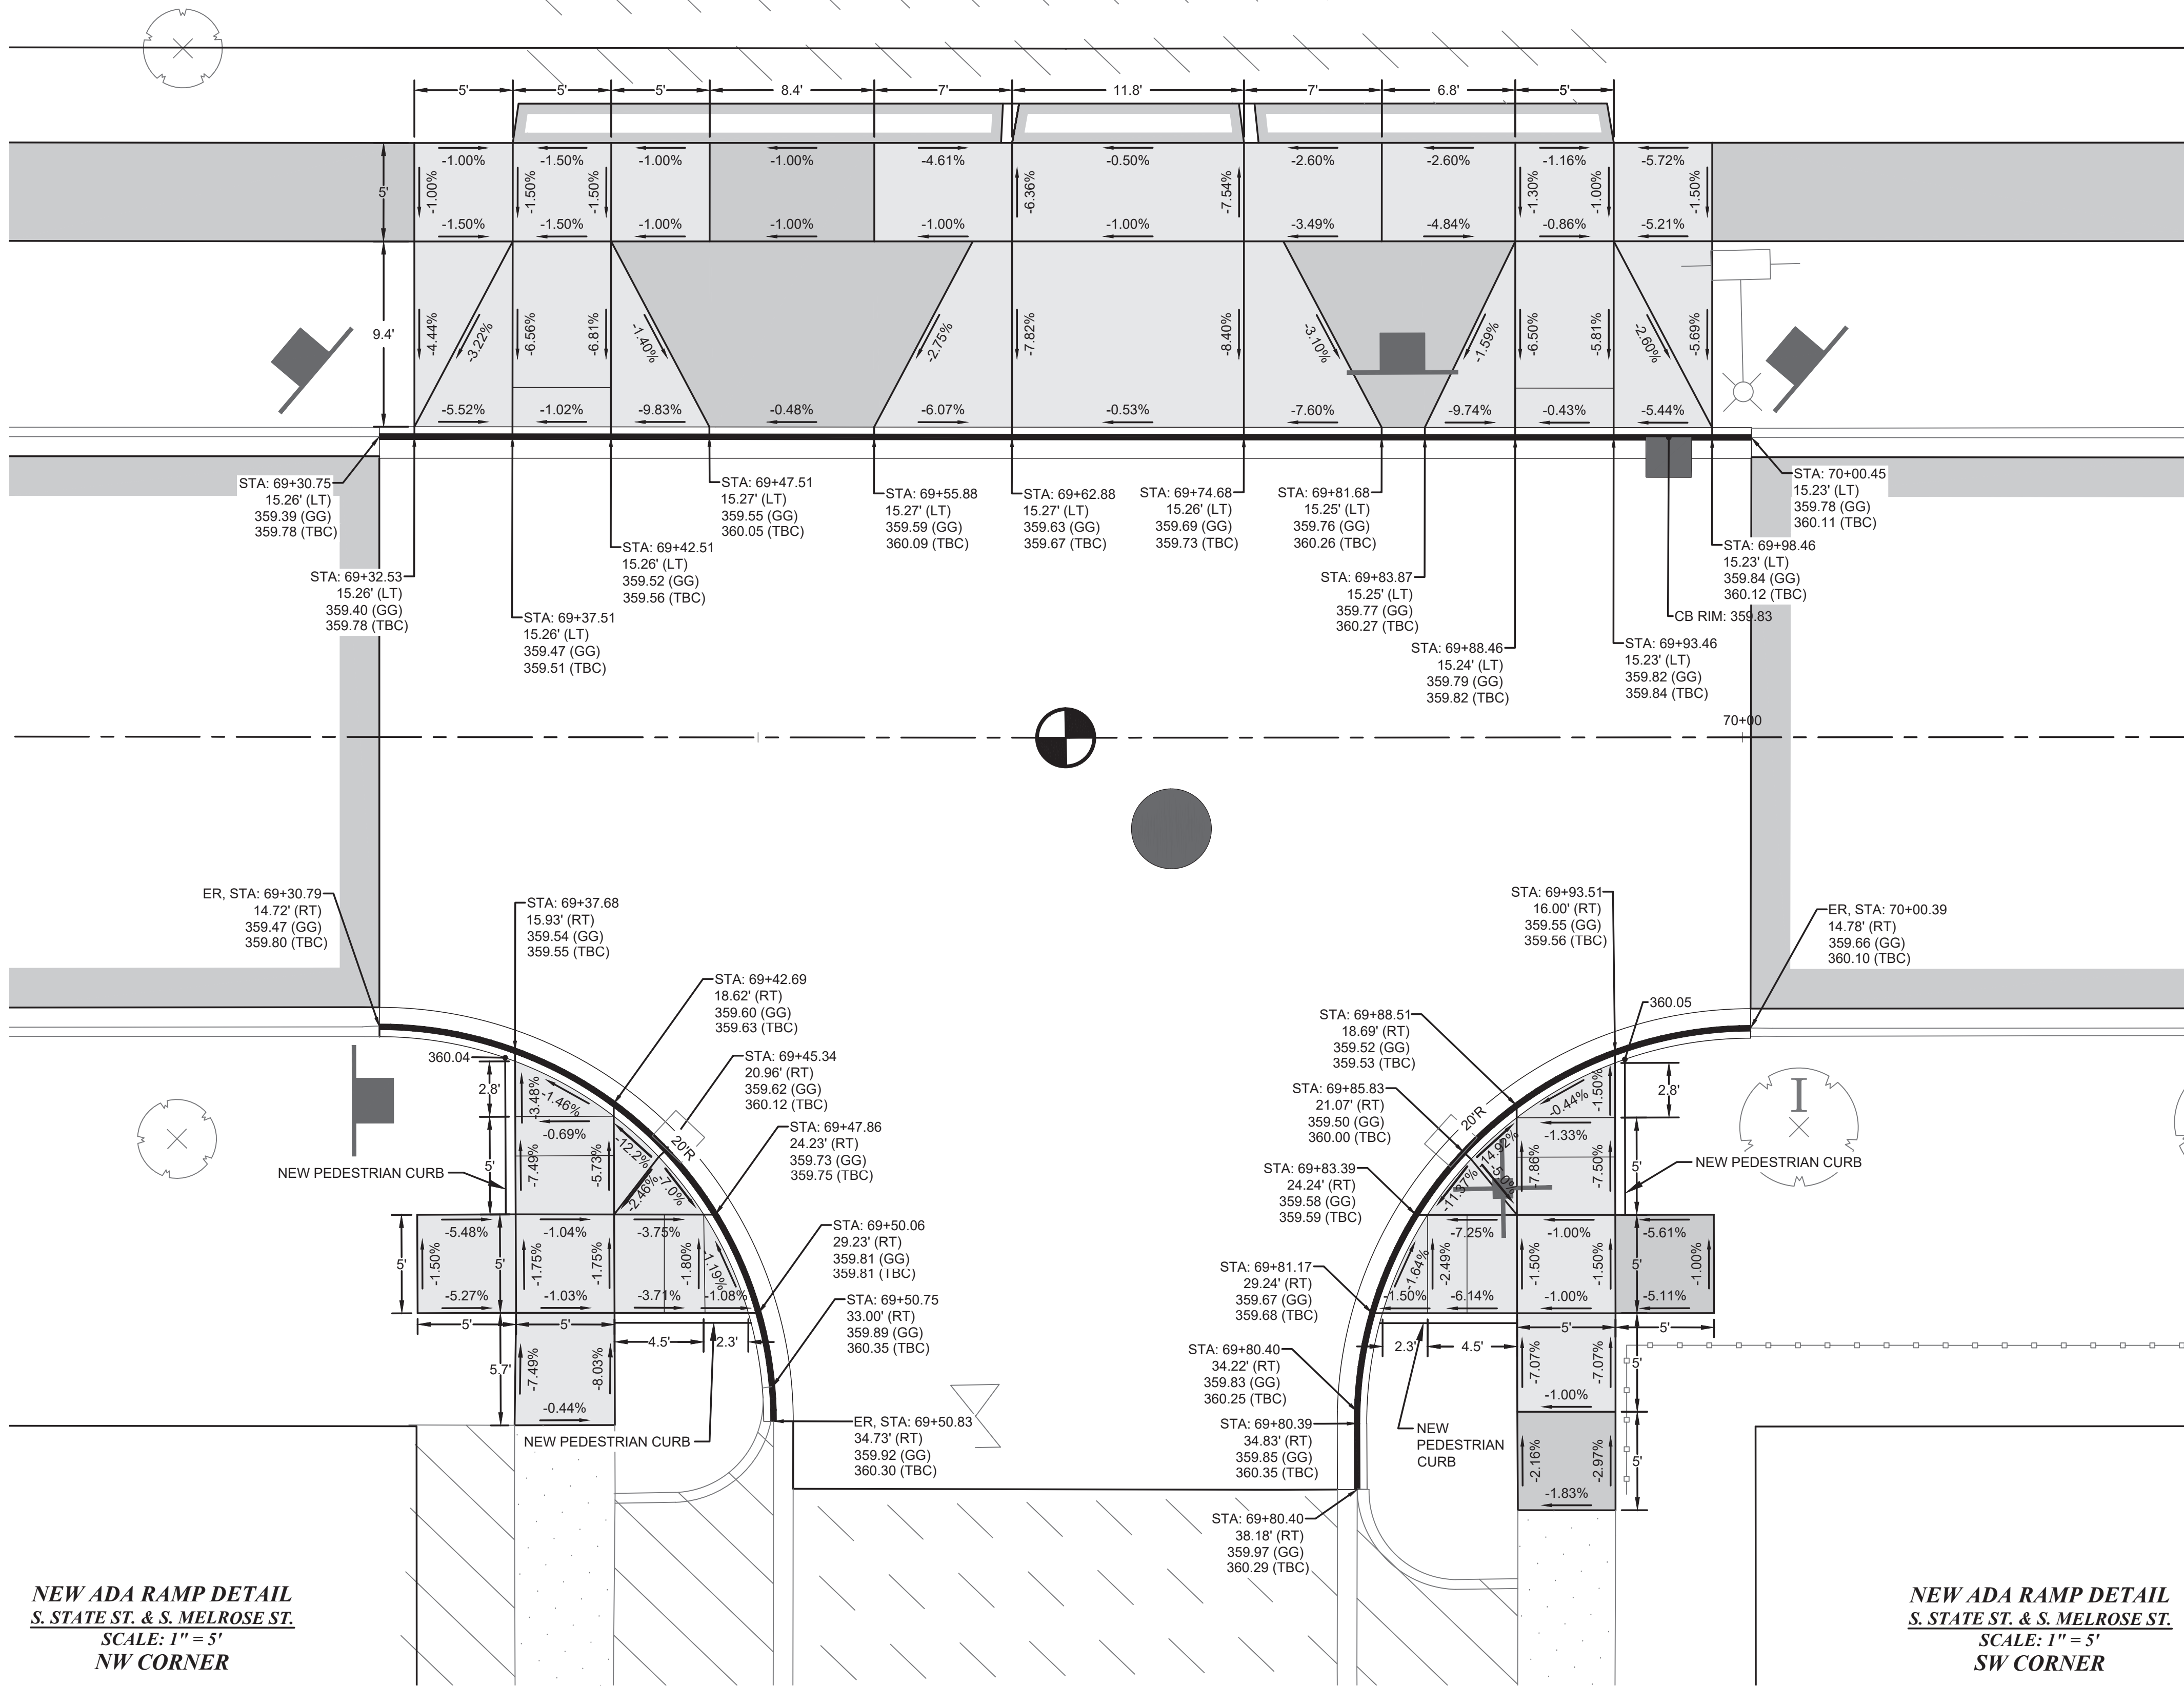 5'
5'
5'
8.4'
7'
11.8'
7'
6.8'
5'
-1.00%
-1.50%
-1.00%
-1.00%
-4.61%
-0.50%
-2.60%
-2.60%
-1.16%
-5.72%
5'
-1.00%
-1.50%
-1.50%
-6.36%
-7.54%
-1.30%
-1.00%
-1.50%
-1.50%
-1.50%
-1.00%
-1.00%
-1.00%
-1.00%
-3.49%
-4.84%
-0.86%
-5.21%
9.4'
-4.44%
-3.22%
-6.56%
-6.81%
-1.40%
-2.75%
-7.82%
-8.40%
-3.10%
-1.59%
-6.50%
-5.81%
-2.60%
-5.69%
-5.52%
-1.02%
-9.83%
-0.48%
-6.07%
-0.53%
-7.60%
-9.74%
-0.43%
-5.44%
STA: 69+30.75
15.26' (LT)
359.39 (GG)
359.78 (TBC)
STA: 69+32.53
15.26' (LT)
359.40 (GG)
359.78 (TBC)
STA: 69+37.51
15.26' (LT)
359.47 (GG)
359.51 (TBC)
STA: 69+42.51
15.26' (LT)
359.52 (GG)
359.56 (TBC)
STA: 69+47.51
15.27' (LT)
359.55 (GG)
360.05 (TBC)
STA: 69+55.88
15.27' (LT)
359.59 (GG)
360.09 (TBC)
STA: 69+62.88
15.27' (LT)
359.63 (GG)
359.67 (TBC)
STA: 69+74.68
15.26' (LT)
359.69 (GG)
359.73 (TBC)
STA: 69+81.68
15.25' (LT)
359.76 (GG)
360.26 (TBC)
STA: 69+83.87
15.25' (LT)
359.77 (GG)
360.27 (TBC)
STA: 69+88.46
15.24' (LT)
359.79 (GG)
359.82 (TBC)
STA: 69+93.46
15.23' (LT)
359.82 (GG)
359.84 (TBC)
CB RIM: 359.83
STA: 69+98.46
15.23' (LT)
359.84 (GG)
360.12 (TBC)
STA: 70+00.45
15.23' (LT)
359.78 (GG)
360.11 (TBC)
70+00
ER, STA: 69+30.79
14.72' (RT)
359.47 (GG)
359.80 (TBC)
STA: 69+37.68
15.93' (RT)
359.54 (GG)
359.55 (TBC)
STA: 69+42.69
18.62' (RT)
359.60 (GG)
359.63 (TBC)
STA: 69+45.34
20.96' (RT)
359.62 (GG)
360.12 (TBC)
STA: 69+47.86
24.23' (RT)
359.73 (GG)
359.75 (TBC)
STA: 69+50.06
29.23' (RT)
359.81 (GG)
359.81 (TBC)
STA: 69+50.75
33.00' (RT)
359.89 (GG)
360.35 (TBC)
ER, STA: 69+50.83
34.73' (RT)
359.92 (GG)
360.30 (TBC)
360.04
2.8'
-3.48%
-1.46%
-0.69%
5'
-7.49%
-5.73%
-12.2%
20'R
-2.46%
-7.0%
NEW PEDESTRIAN CURB
-5.48%
-1.04%
-3.75%
5'
-1.50%
5'
-1.75%
-1.75%
-1.80%
-1.19%
-5.27%
-1.03%
-3.71%
-1.08%
5'
5'
4.5'
2.3'
5.7'
-7.49%
-8.03%
-0.44%
NEW PEDESTRIAN CURB
STA: 69+93.51
16.00' (RT)
359.55 (GG)
359.56 (TBC)
ER, STA: 70+00.39
14.78' (RT)
359.66 (GG)
360.10 (TBC)
STA: 69+88.51
18.69' (RT)
359.52 (GG)
359.53 (TBC)
STA: 69+85.83
21.07' (RT)
359.50 (GG)
360.00 (TBC)
STA: 69+83.39
24.24' (RT)
359.58 (GG)
359.59 (TBC)
STA: 69+81.17
29.24' (RT)
359.67 (GG)
359.68 (TBC)
STA: 69+80.40
34.22' (RT)
359.83 (GG)
360.25 (TBC)
STA: 69+80.39
34.83' (RT)
359.85 (GG)
360.35 (TBC)
STA: 69+80.40
38.18' (RT)
359.97 (GG)
360.29 (TBC)
360.05
2.8'
-1.50%
-0.44%
-1.33%
20'R
-14.92%
-11.37%
-5.0%
-7.86%
-7.50%
5'
I
NEW PEDESTRIAN CURB
-7.25%
-1.00%
-5.61%
-1.64%
-2.49%
-1.50%
-1.50%
5'
-1.00%
-1.50%
-6.14%
-1.00%
-5.11%
2.3'
4.5'
5'
5'
-7.07%
-7.07%
5'
-1.00%
NEW
PEDESTRIAN
CURB
-2.16%
-2.97%
5'
-1.83%
NEW ADA RAMP DETAIL
S. STATE ST. & S. MELROSE ST.
SCALE: 1" = 5'
NW CORNER
NEW ADA RAMP DETAIL
S. STATE ST. & S. MELROSE ST.
SCALE: 1" = 5'
SW CORNER